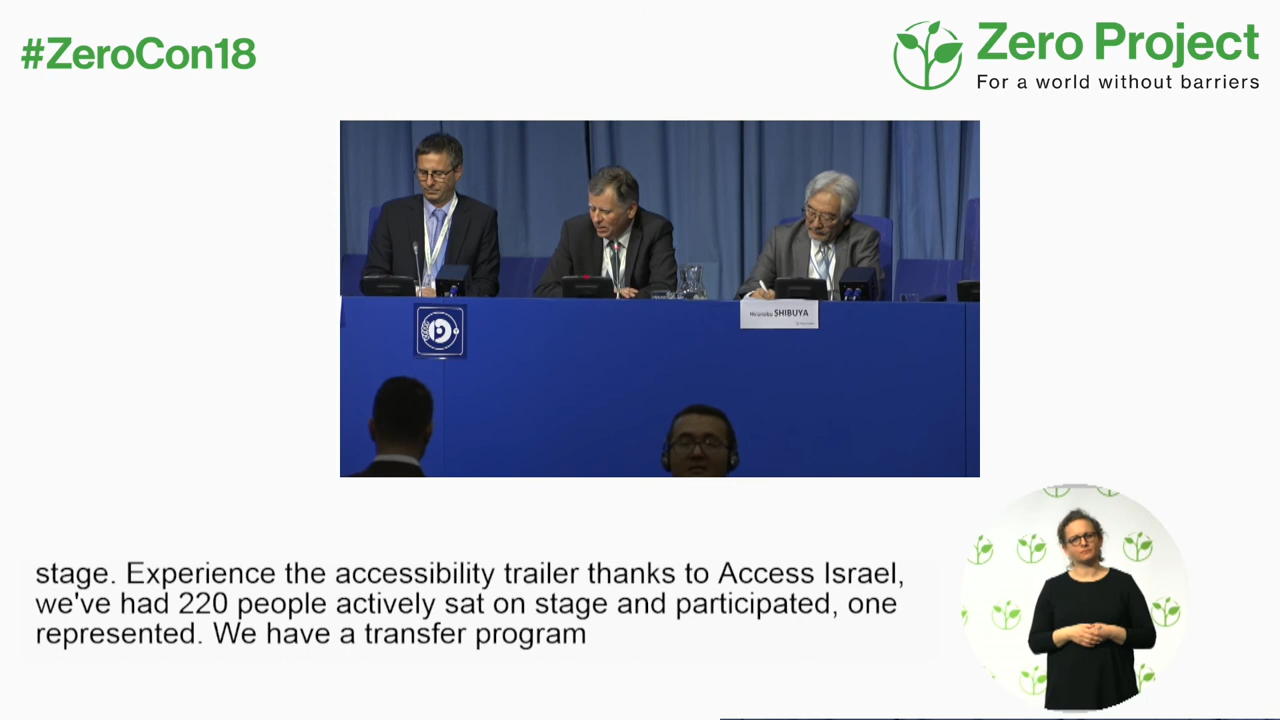 #ZeroCon18
Zero Project
For a world without barriers
SHIBUYA
stage. Experience the accessibility trailer thanks to Access Israel,
we've had 220 people actively sat on stage and participated, one
represented. We have a transfer program